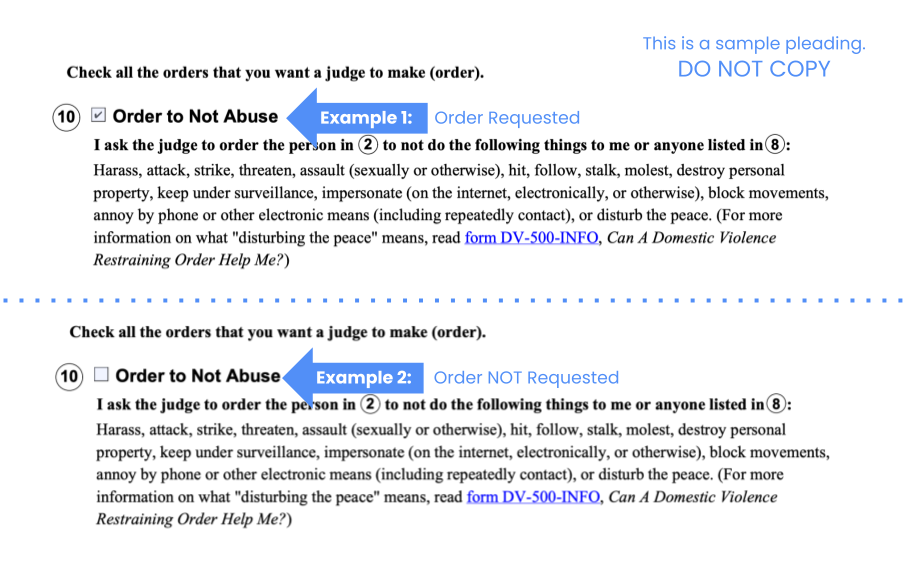 This is a sample pleading.
DO NOT COPY
Check all the orders that you want a judge to make (order).
10 Order to Not Abuse Example 1: Order Requested
I ask the judge to order the person in 2 to not do the following things to me or anyone listed in 8:
Harass, attack, strike, threaten, assault (sexually or otherwise), hit, follow, stalk, molest, destroy personal
property, keep under surveillance, impersonate (on the internet, electronically, or otherwise), block movements,
annoy by phone or other electronic means (including repeatedly contact), or disturb the peace. (For more
information on what "disturbing the peace" means, read form DV-500-INFO, Can A Domestic Violence
Restraining Order Help Me?)
Check all the orders that you want a judge to make (order).
10 Order to Not Abuse Example 2: Order NOT Requested
I ask the judge to order the person in 2 to not do the following things to me or anyone listed in 8:
Harass, attack, strike, threaten, assault (sexually or otherwise), hit, follow, stalk, molest, destroy personal
property, keep under surveillance, impersonate (on the internet, electronically, or otherwise), block movements,
annoy by phone or other electronic means (including repeatedly contact), or disturb the peace. (For more
information on what "disturbing the peace" means, read form DV-500-INFO, Can A Domestic Violence
Restraining Order Help Me?)